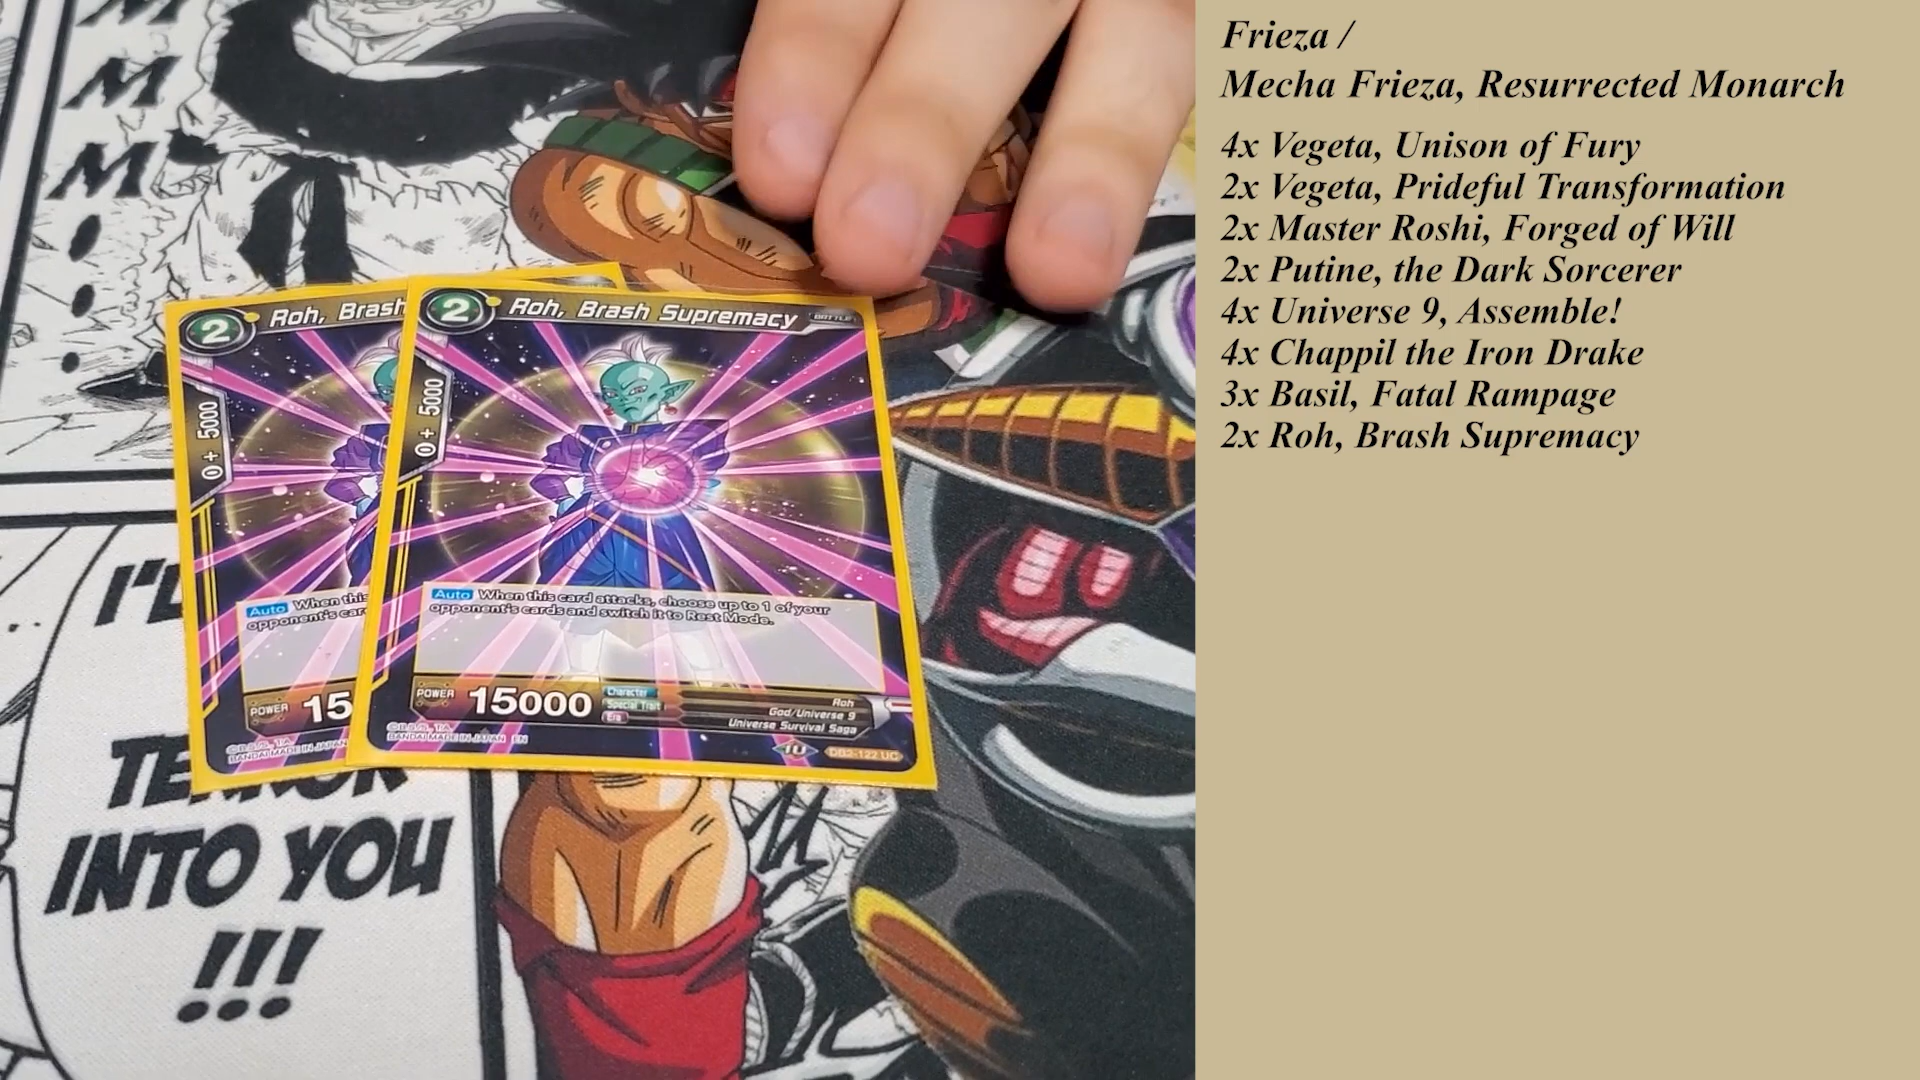 Frieza /
Mecha Frieza, Resurrected Monarch
4x Vegeta, Unison of Fury
2x Vegeta, Prideful Transformation
2x Master Roshi, Forged of Will
2x Putine, the Dark Sorcerer
4x Universe 9, Assemble!
4x Chappil the Iron Drake
3x Basil, Fatal Rampage
2x Roh, Brash Supremacy
2 Roh, Brash
0 + 5000
Auto When this
opponent's car
POWER 15
©B.S./S., T.A.
BANDAI MADE IN JAPAN
2 Roh, Brash Supremacy BATTLE
0 + 5000
Auto When this card attacks, choose up to 1 of your
opponent's cards and switch it to Rest Mode.
POWER 15000
Character Roh
Special Trait God/Universe 9
Era Universe Survival Saga
©B.S./S., T.A.
BANDAI MADE IN JAPAN EN
DB2-122 UC
M
M
M
I'L
INTO YOU
!!!